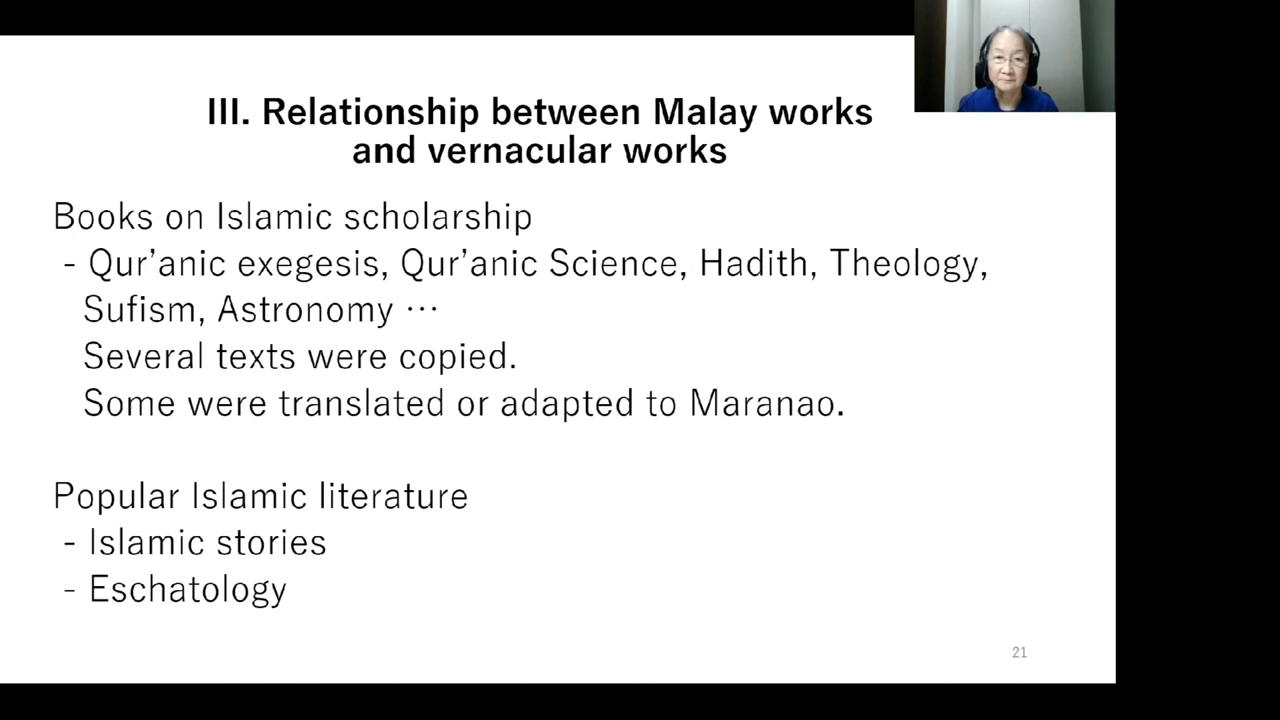 III. Relationship between Malay works
and vernacular works
Books on Islamic scholarship
- Qur’anic exegesis, Qur’anic Science, Hadith, Theology,
Sufism, Astronomy ⋯
Several texts were copied.
Some were translated or adapted to Maranao.
Popular Islamic literature
- Islamic stories
- Eschatology
21